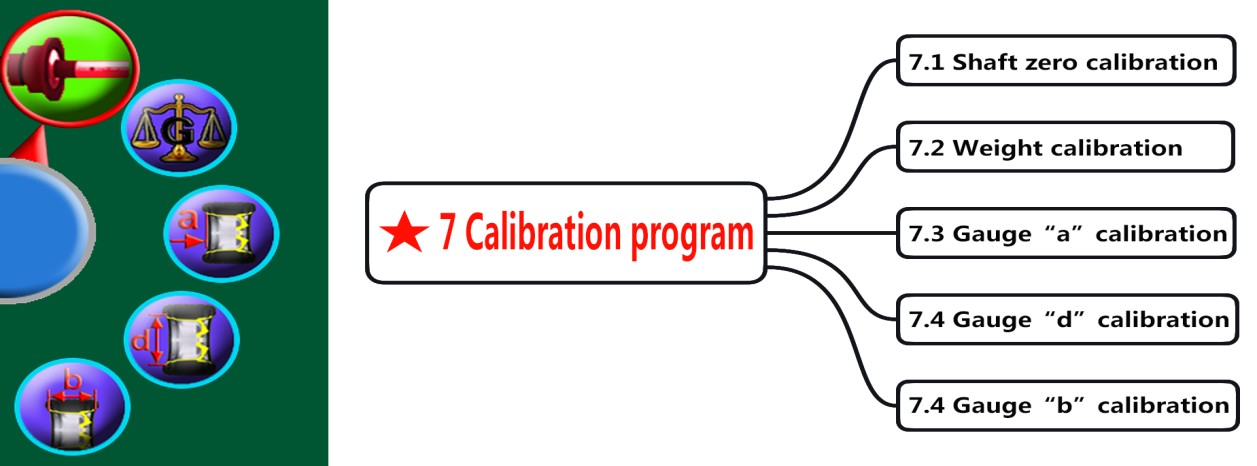 G
a
d
b
★ 7 Calibration program
7.1 Shaft zero calibration
7.2 Weight calibration
7.3 Gauge “a” calibration
7.4 Gauge “d” calibration
7.4 Gauge “b” calibration